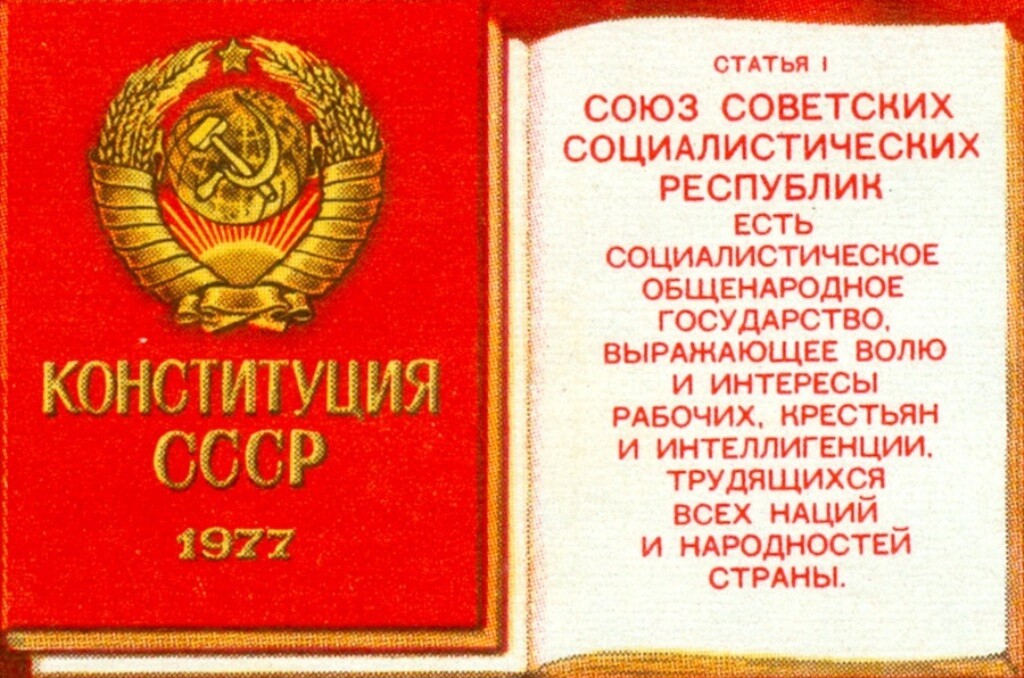 КОНСТИТУЦИЯ
СССР
1977
СТАТЬЯ I
СОЮЗ СОВЕТСКИХ
СОЦИАЛИСТИЧЕСКИХ
РЕСПУБЛИК
ЕСТЬ
СОЦИАЛИСТИЧЕСКОЕ
ОБЩЕНАРОДНОЕ
ГОСУДАРСТВО,
ВЫРАЖАЮЩЕЕ ВОЛЮ
И ИНТЕРЕСЫ
РАБОЧИХ, КРЕСТЬЯН
И ИНТЕЛЛИГЕНЦИИ,
ТРУДЯЩИХСЯ
ВСЕХ НАЦИЙ
И НАРОДНОСТЕЙ
СТРАНЫ.